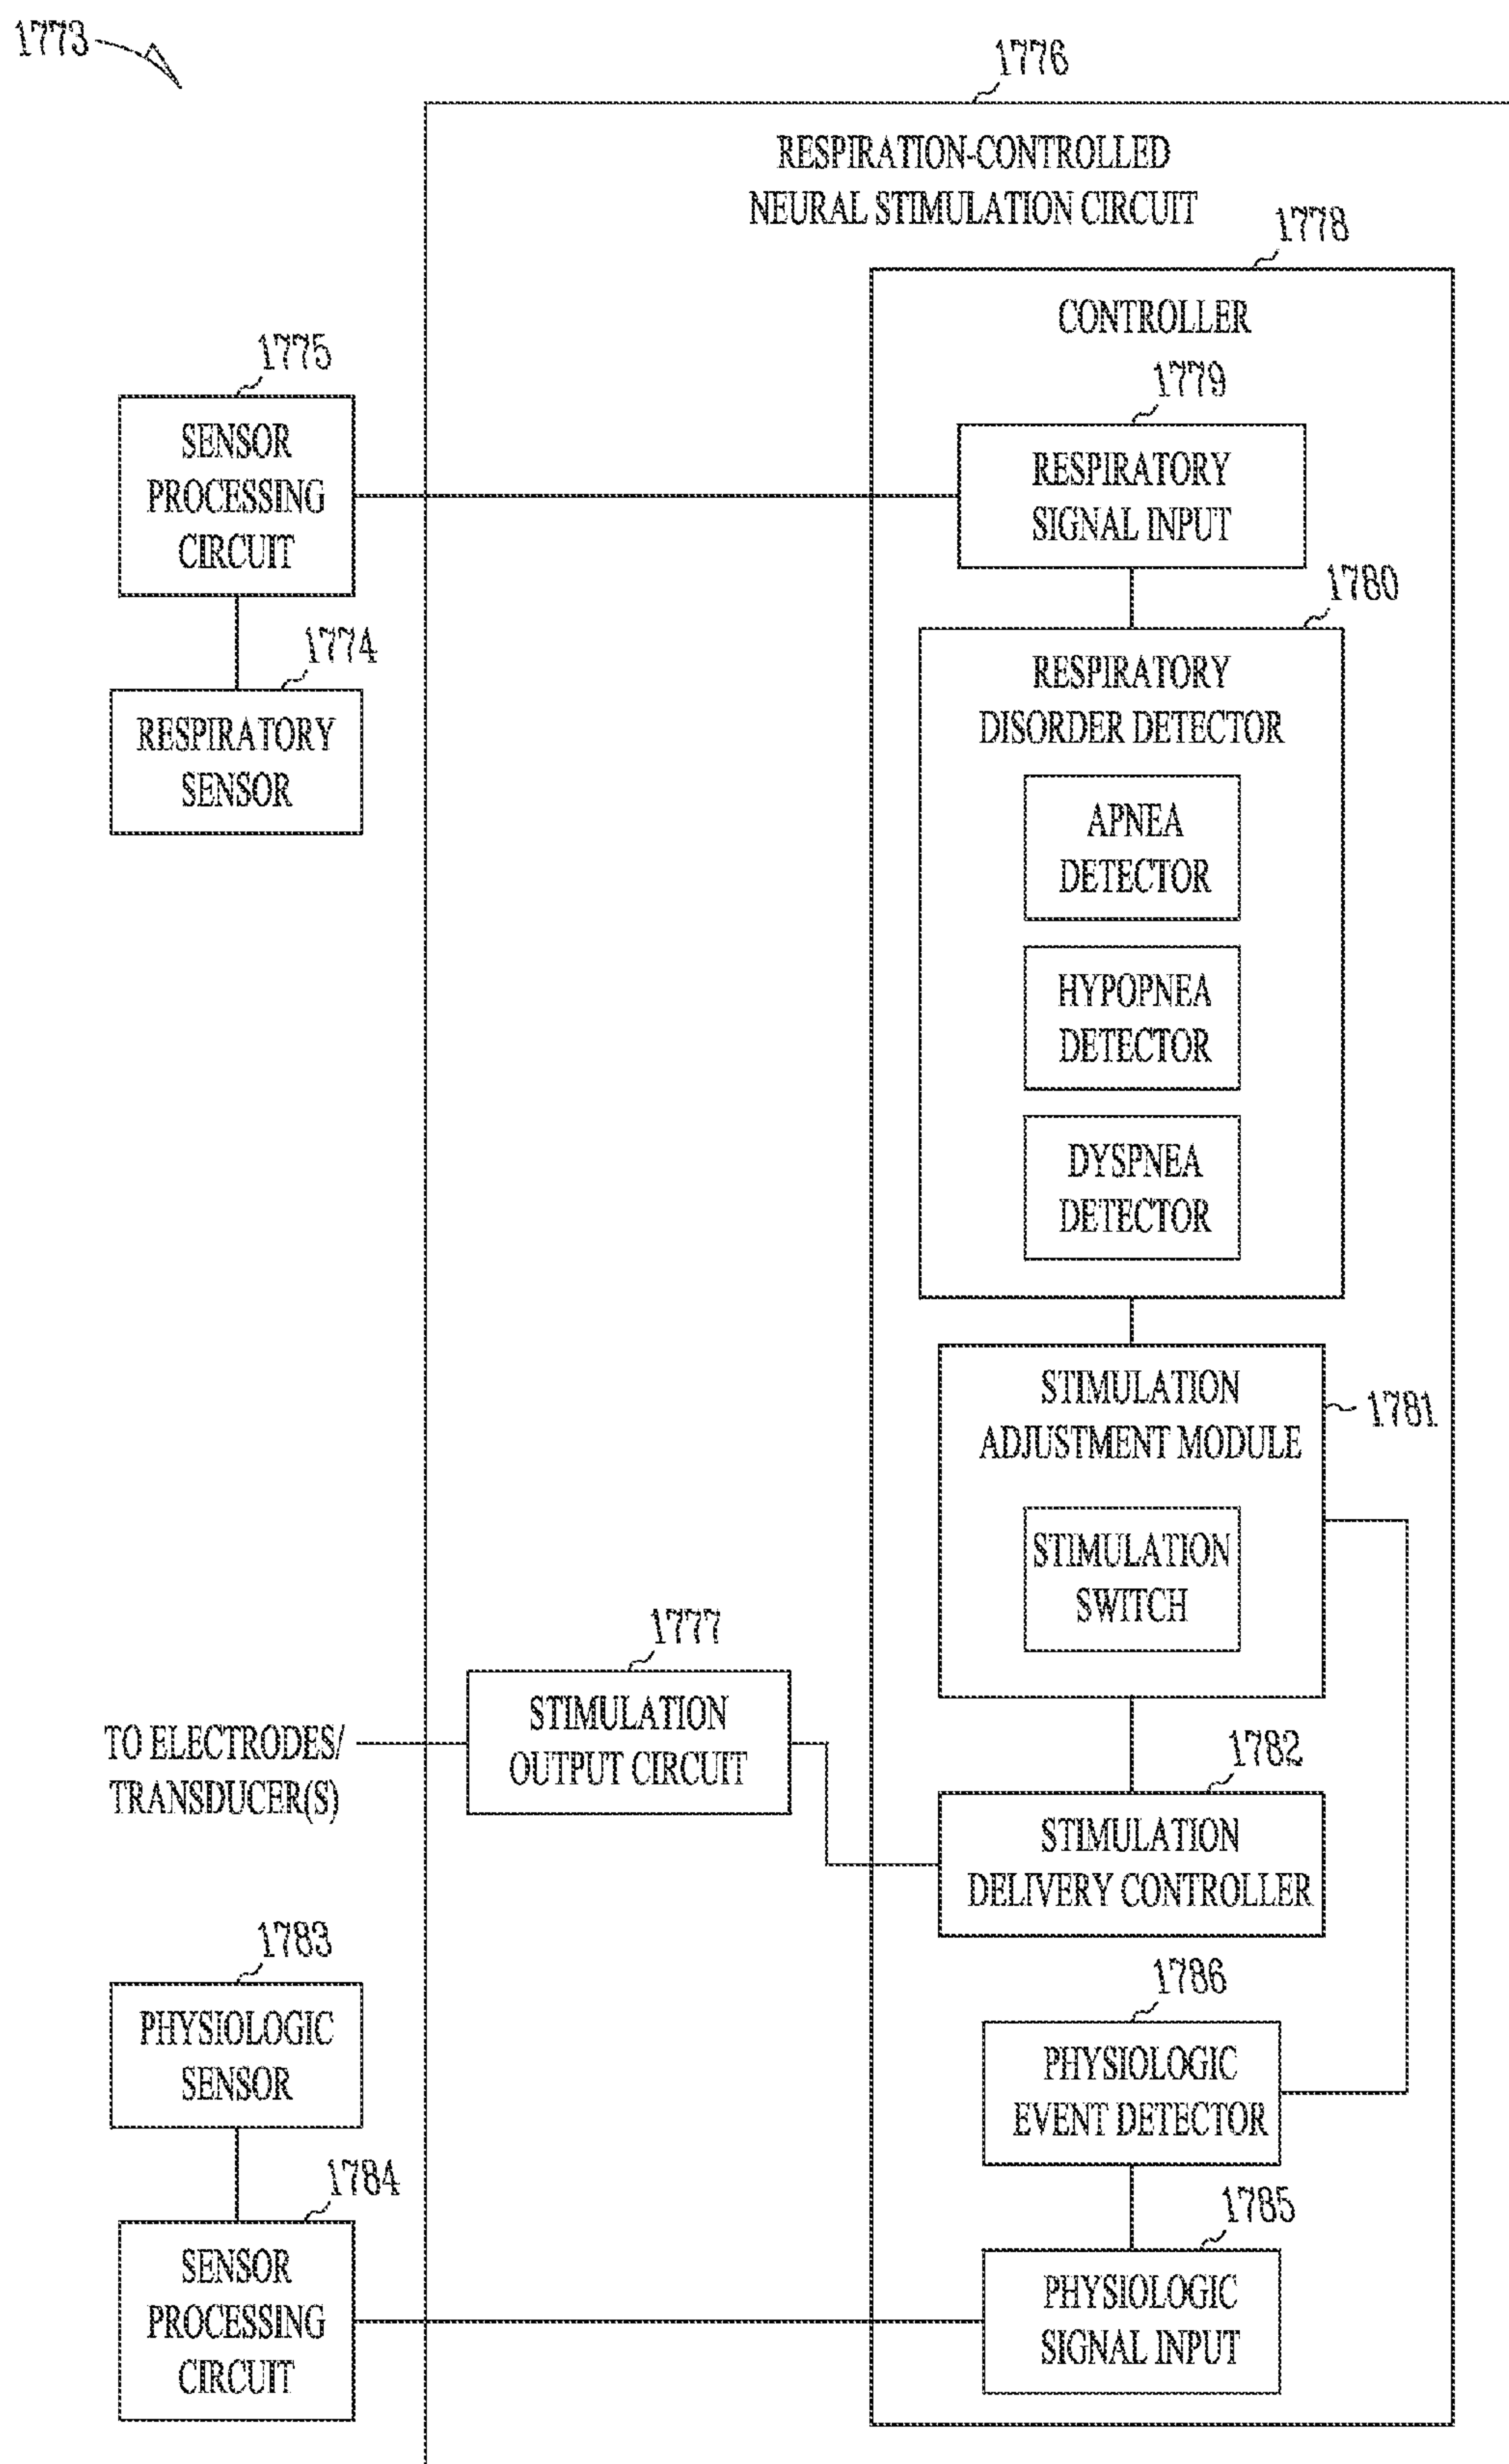 1773
1776
RESPIRATION-CONTROLLED
NEURAL STIMULATION CIRCUIT
1778
CONTROLLER
1775
SENSOR
PROCESSING
CIRCUIT
1779
RESPIRATORY
SIGNAL INPUT
1774
RESPIRATORY
SENSOR
1780
RESPIRATORY
DISORDER DETECTOR
APNEA
DETECTOR
HYPOPNEA
DETECTOR
DYSPNEA
DETECTOR
STIMULATION
ADJUSTMENT MODULE
1781
STIMULATION
SWITCH
1777
STIMULATION
OUTPUT CIRCUIT
TO ELECTRODES/
TRANSDUCER(S)
1782
STIMULATION
DELIVERY CONTROLLER
1783
PHYSIOLOGIC
SENSOR
1786
PHYSIOLOGIC
EVENT DETECTOR
1784
SENSOR
PROCESSING
CIRCUIT
1785
PHYSIOLOGIC
SIGNAL INPUT